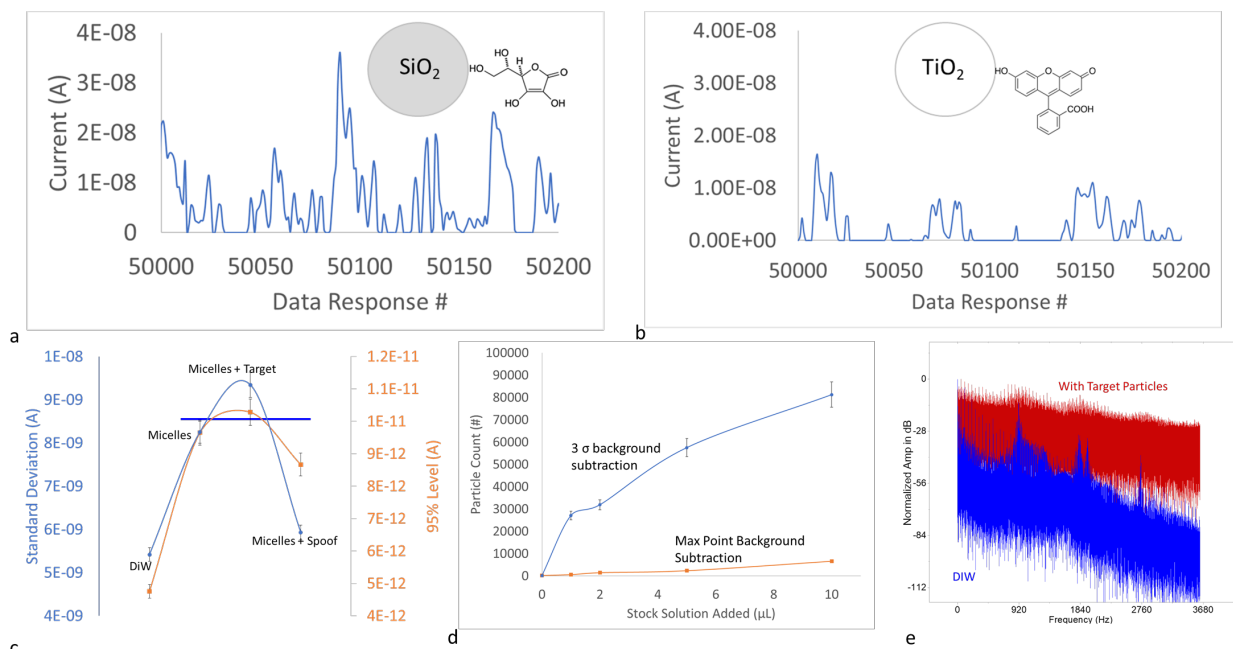 4E-08
3E-08
2E-08
1E-08
0
Current (A)
50000 50050 50100 50150 50200
Data Response #
SiO2
HO
OH
H
O
O
HO
OH
a
4.00E-08
3.00E-08
2.00E-08
1.00E-08
0.00E+00
Current (A)
50000 50050 50100 50150 50200
Data Response #
TiO2
HO
O
O
COOH
b
1E-08
9E-09
8E-09
7E-09
6E-09
5E-09
4E-09
Standard Deviation (A)
Micelles + Target
Micelles
DiW
Micelles + Spoof
1.2E-11
1.1E-11
1E-11
9E-12
8E-12
7E-12
6E-12
5E-12
4E-12
95% Level (A)
c
100000
90000
80000
70000
60000
50000
40000
30000
20000
10000
0
Particle Count (#)
3 σ background
subtraction
Max Point Background
Subtraction
0 2 4 6 8 10
Stock Solution Added (µL)
d
0
-28
-56
-84
-112
Normalized Amp in dB
With Target Particles
DIW
0 920 1840 2760 3680
Frequency (Hz)
e